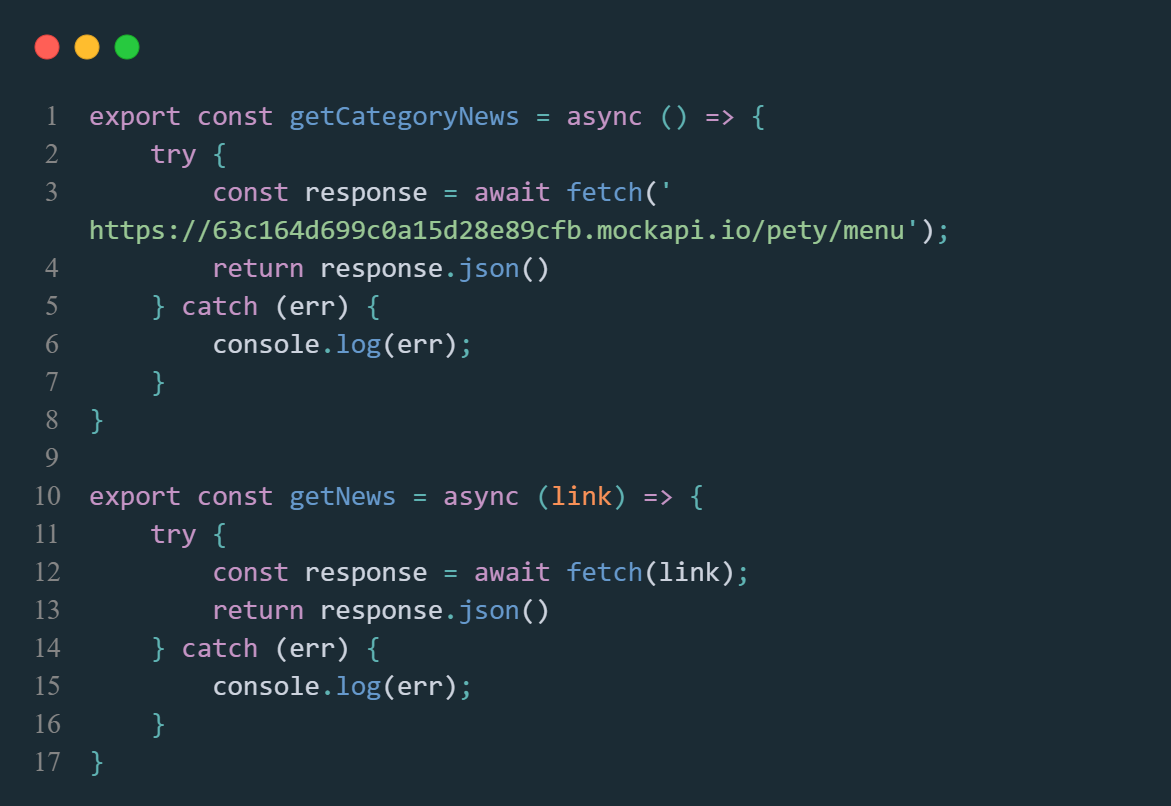 1 export const getCategoryNews = async () => {
2     try {
3         const response = await fetch('
https://63c164d699c0a15d28e89cfb.mockapi.io/pety/menu');
4         return response.json()
5     } catch (err) {
6         console.log(err);
7     }
8 }
9
10 export const getNews = async (link) => {
11     try {
12         const response = await fetch(link);
13         return response.json()
14     } catch (err) {
15         console.log(err);
16     }
17 }